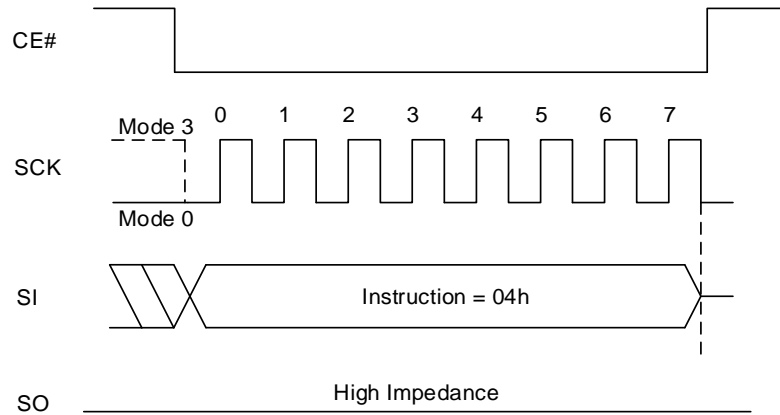 CE#
0 1 2 3 4 5 6 7
Mode 3
SCK
Mode 0
SI
Instruction = 04h
High Impedance
SO